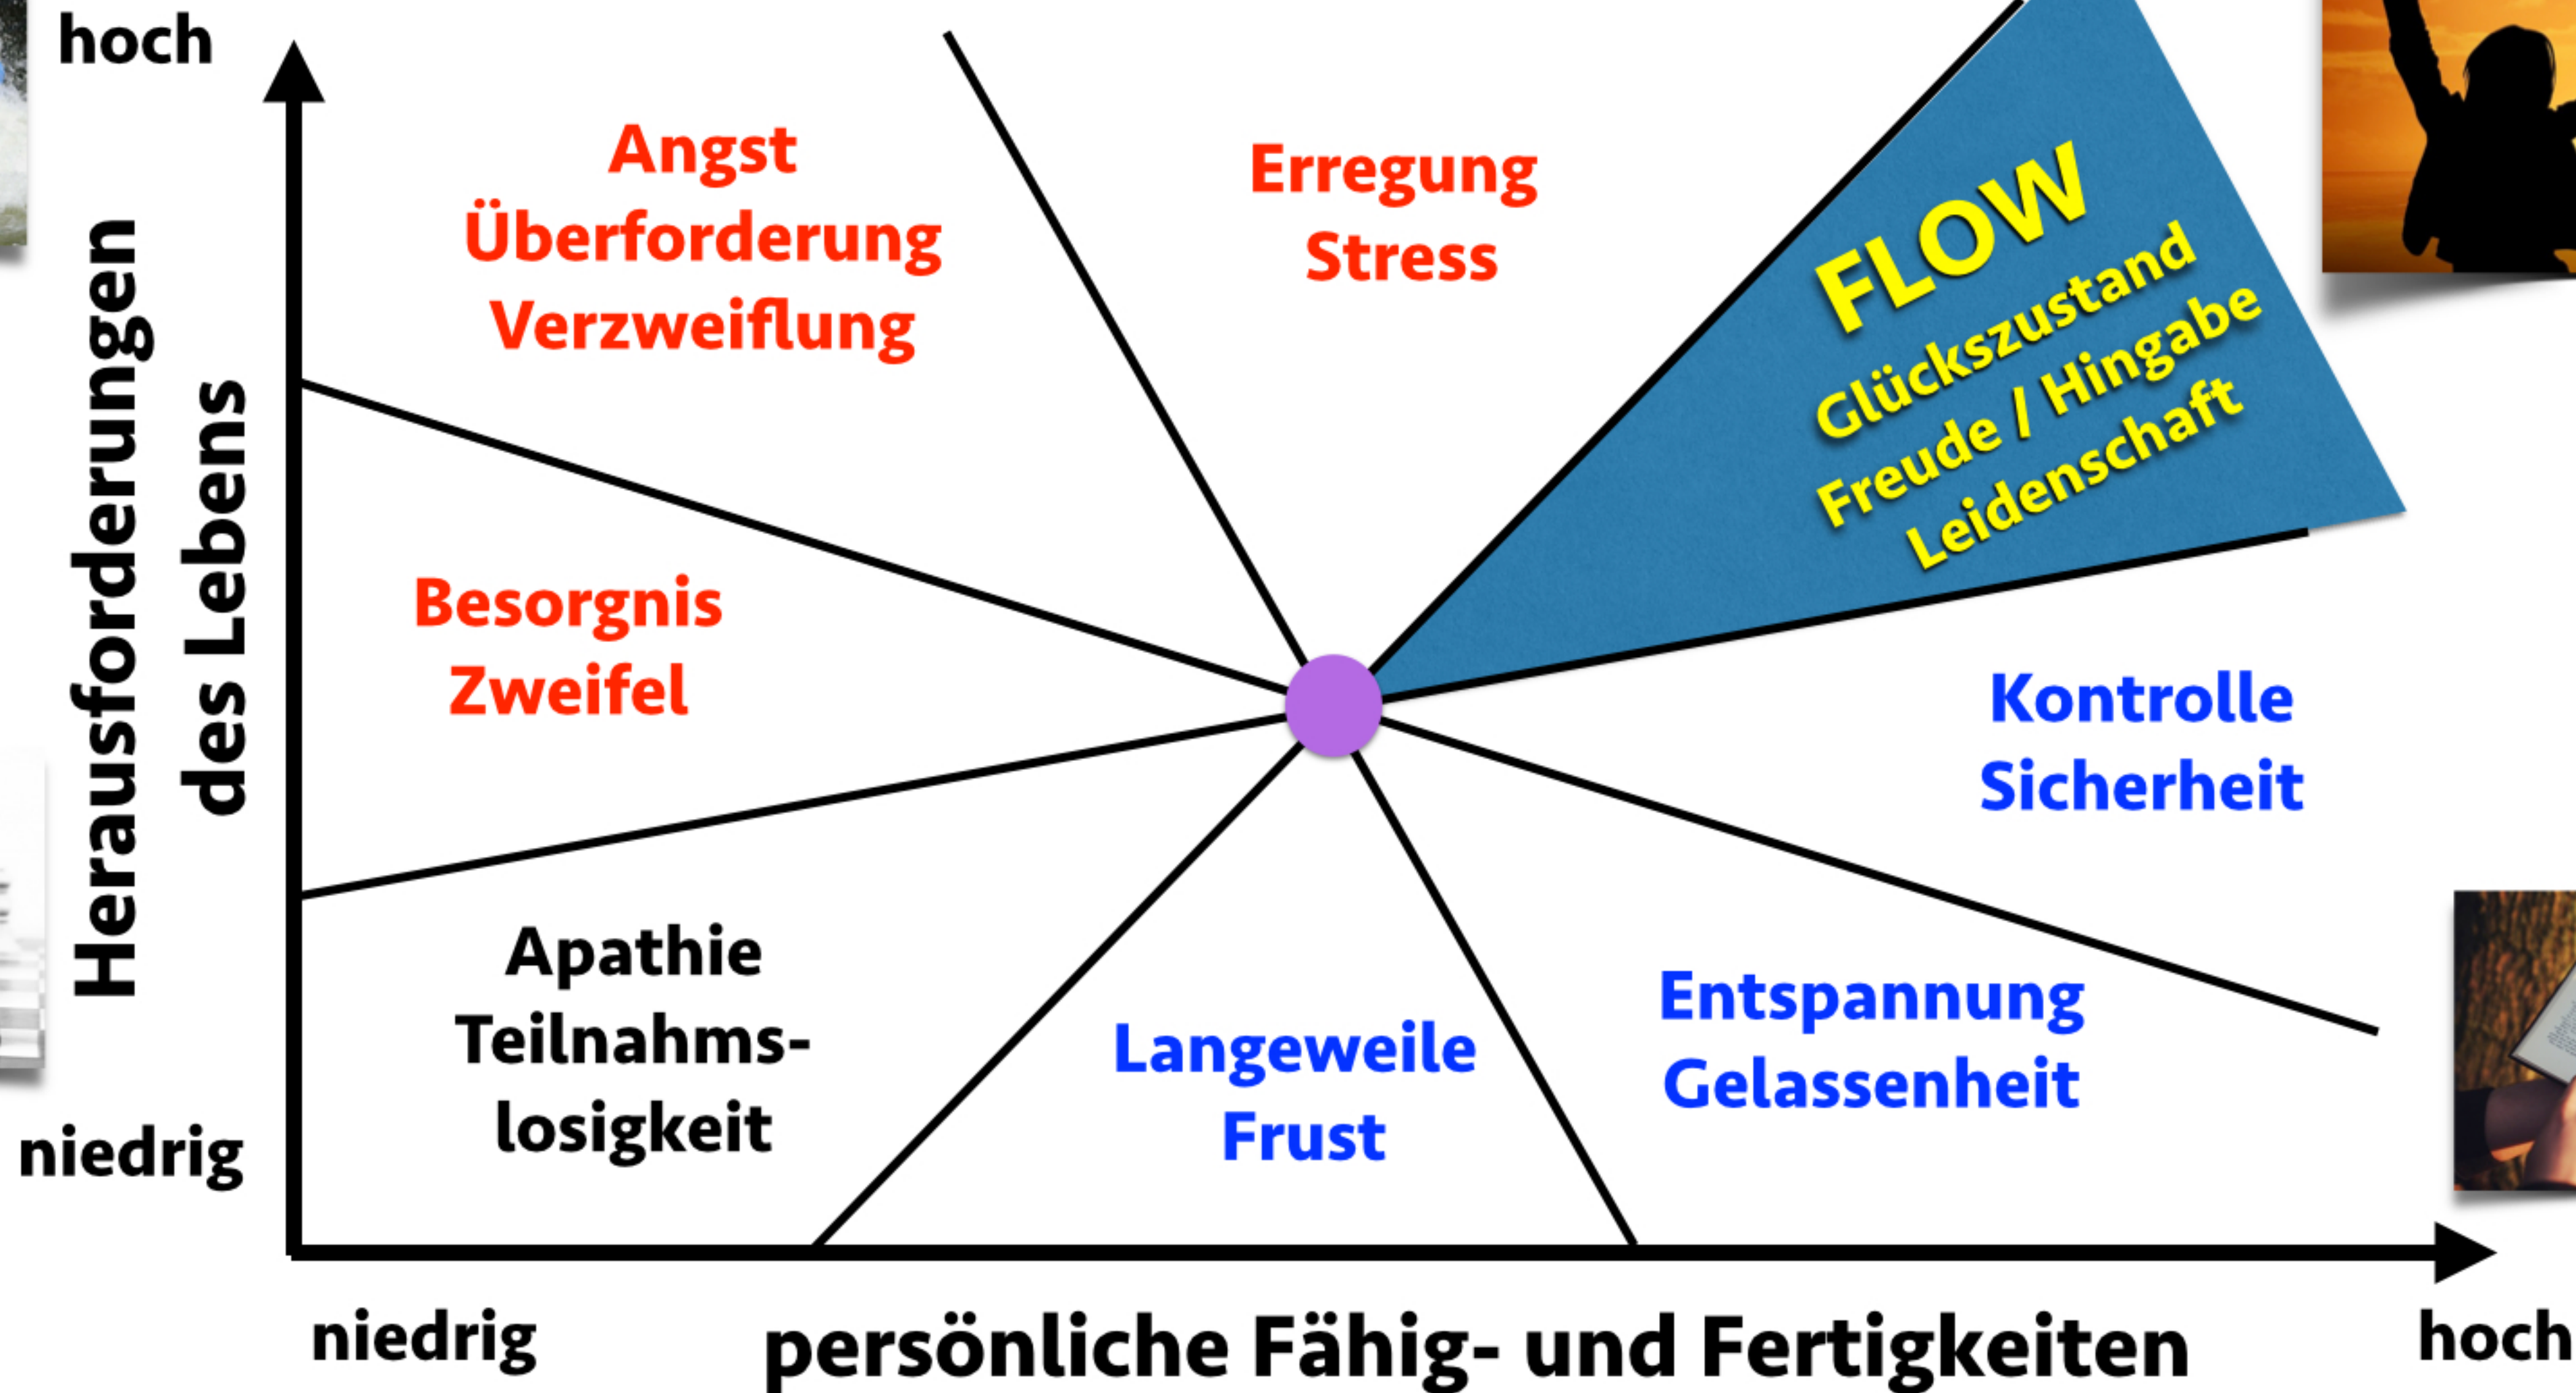 hoch
Herausforderungen
des Lebens
niedrig
Angst
Überforderung
Verzweiflung
Erregung
Stress
FLOW
Glückszustand
Freude / Hingabe
Leidenschaft
Besorgnis
Zweifel
Kontrolle
Sicherheit
Apathie
Teilnahms-
losigkeit
Langeweile
Frust
Entspannung
Gelassenheit
niedrig
persönliche Fähig- und Fertigkeiten
hoch